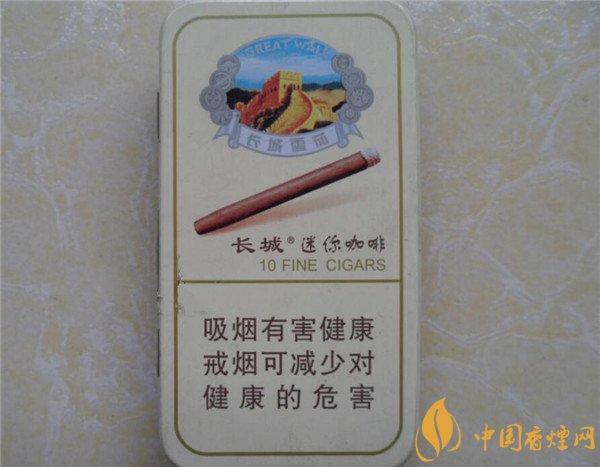 GREAT WALL
长城雪茄
长城®迷你咖啡
10 FINE CIGARS
吸烟有害健康
戒烟可减少对
健康的危害
中国香煙网